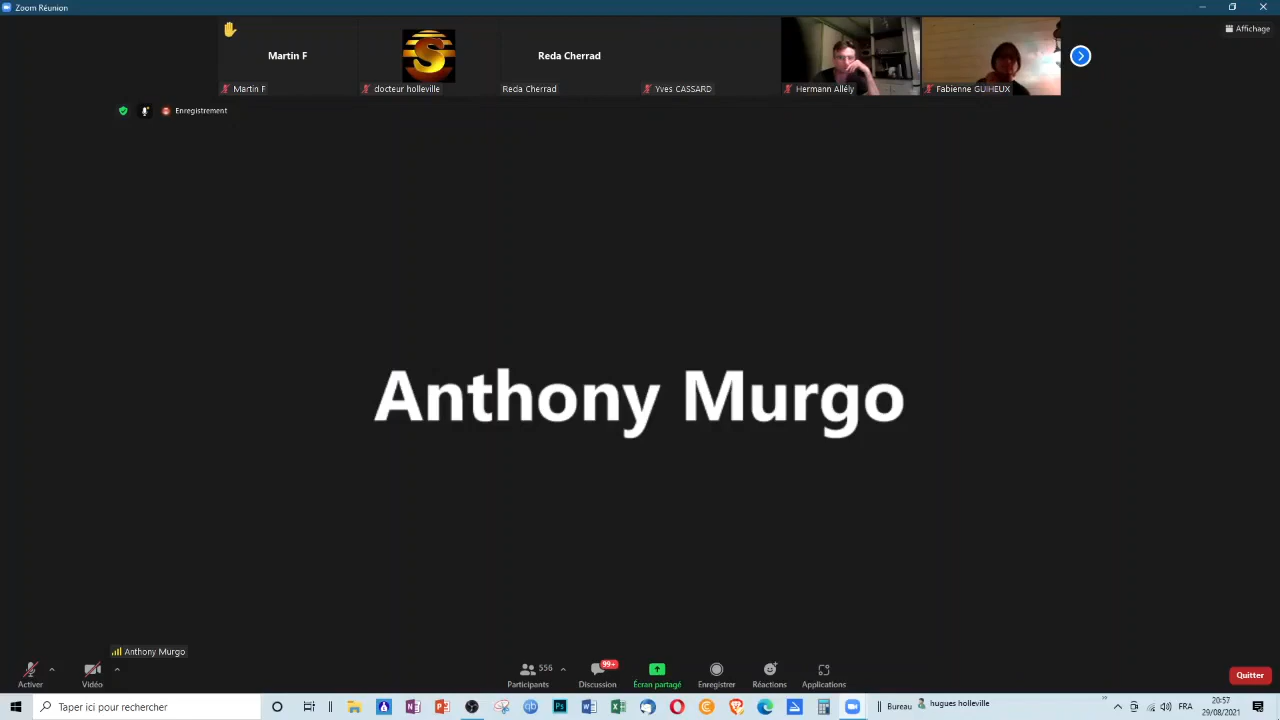 Zoom Réunion
Affichage
Martin F
Reda Cherrad
S
Martin F
docteur holleville
Reda Cherrad
Yves CASSARD
Hermann Allély
Fabienne GUIHEUX
Enregistrement
Anthony Murgo
Anthony Murgo
Activer
Vidéo
556
Participants
99+
Discussion
Écran partagé
Enregistrer
Réactions
Applications
Quitter
Taper ici pour rechercher
Bureau
hugues holleville
FRA
20:57
29/08/2021